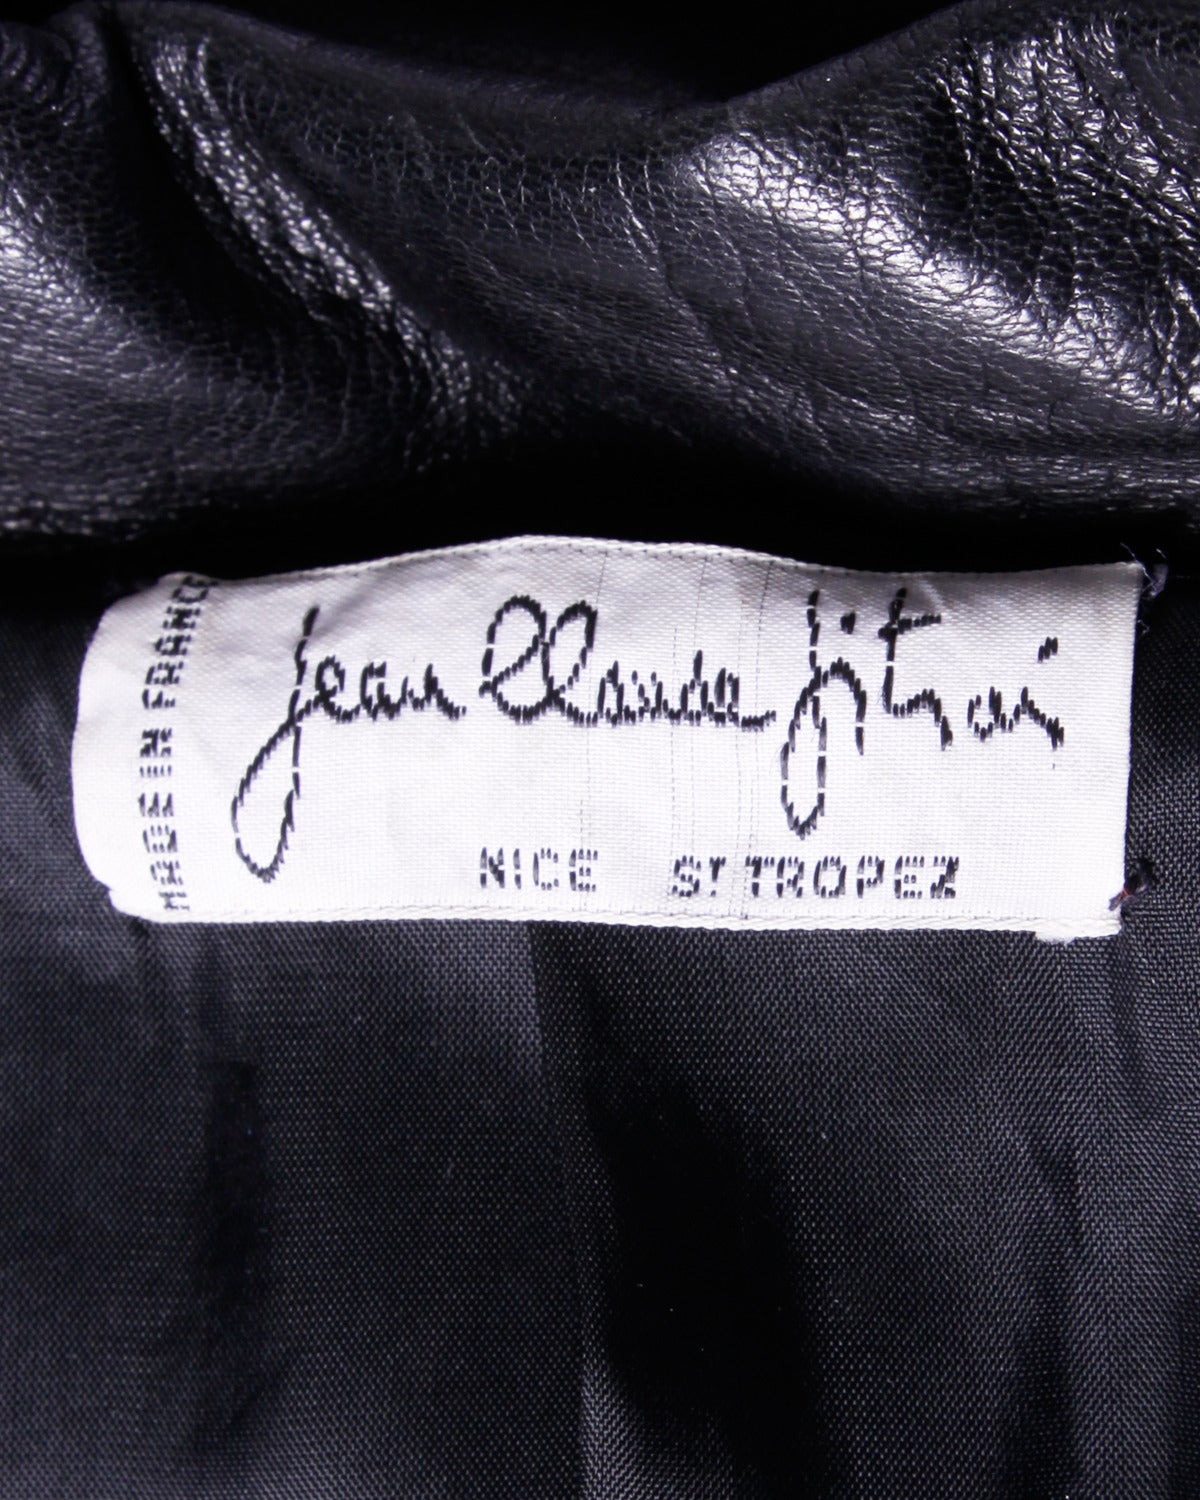 MADE IN FRANCE
Jean Claude Jitrois
NICE ST TROPEZ